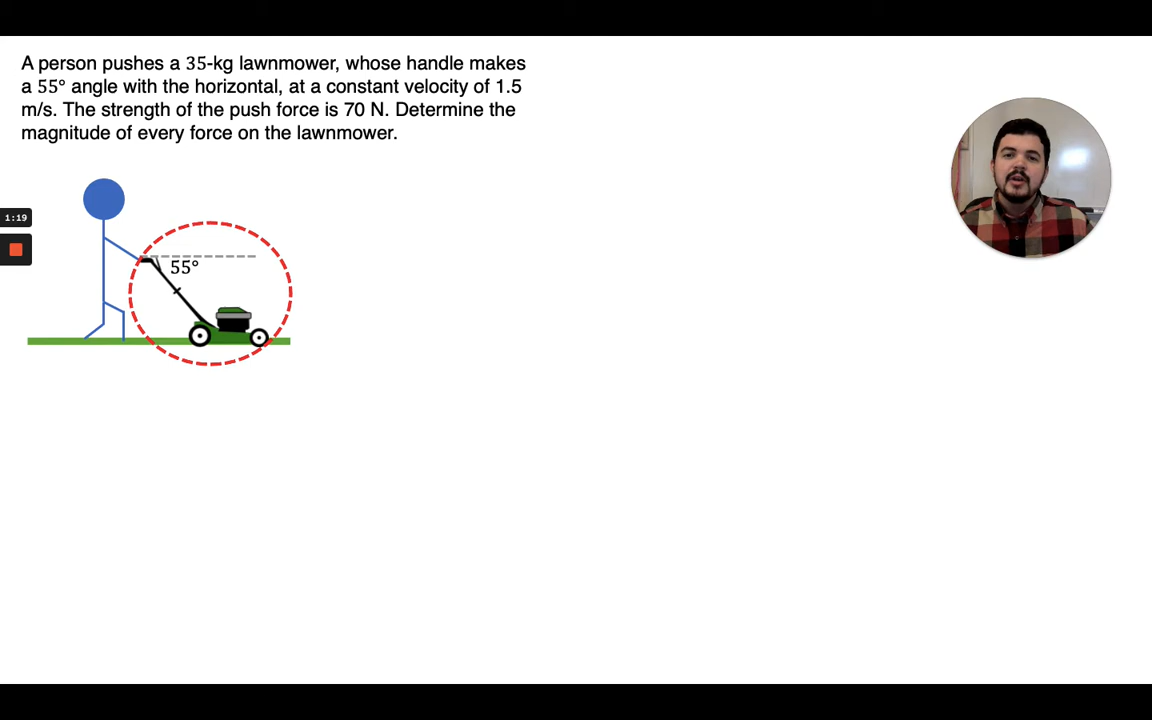 A person pushes a 35-kg lawnmower, whose handle makes
a 55° angle with the horizontal, at a constant velocity of 1.5
m/s. The strength of the push force is 70 N. Determine the
magnitude of every force on the lawnmower.
1:19
55°